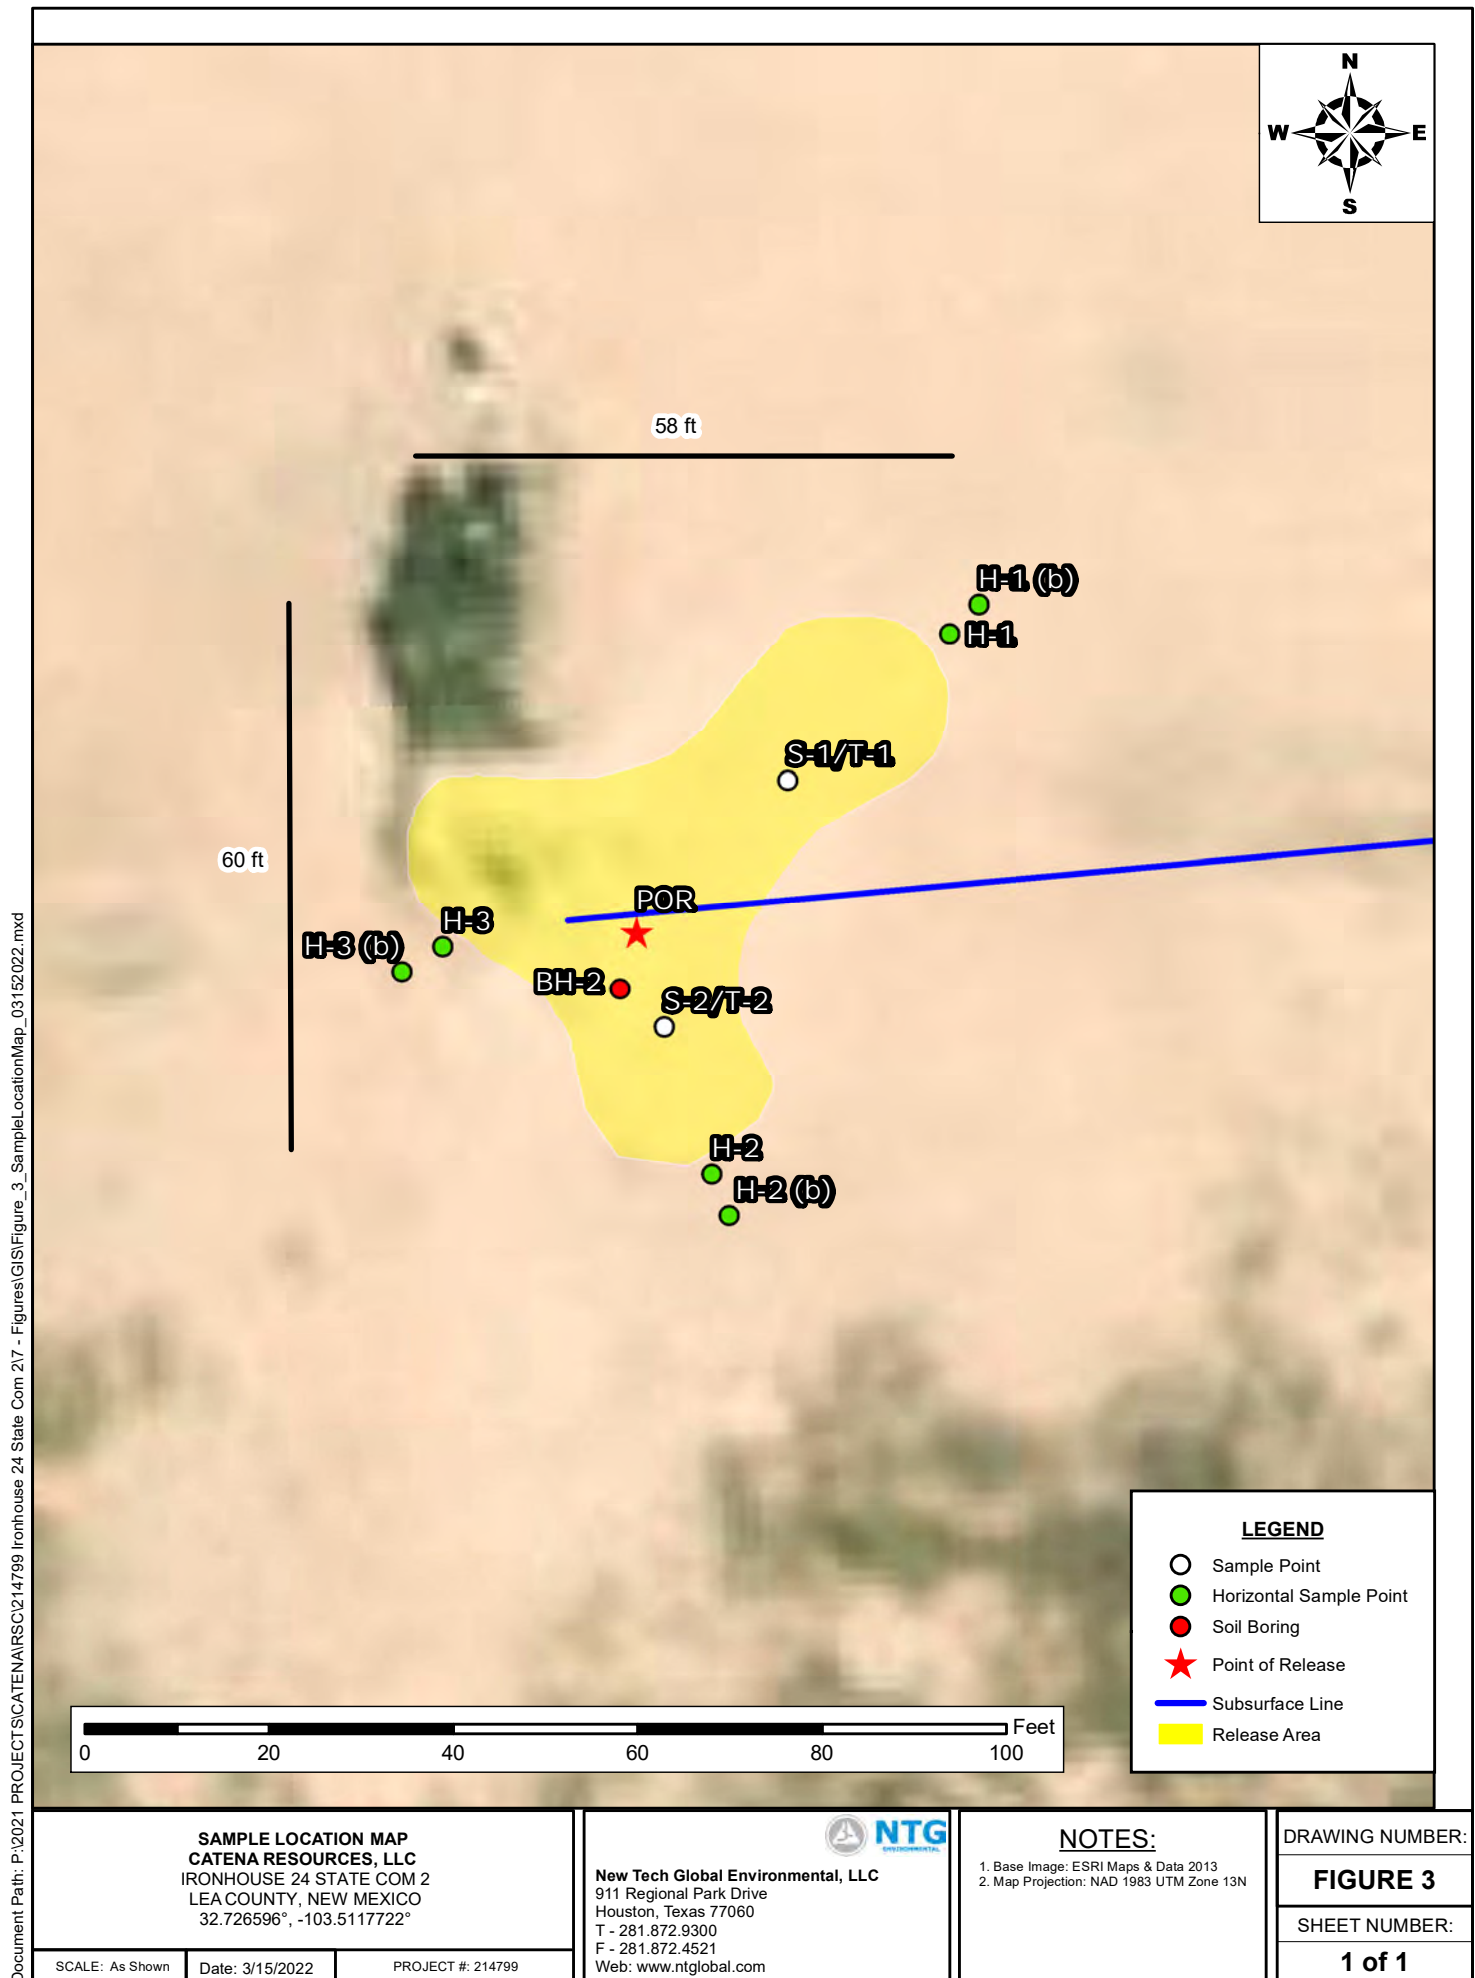 N
W E
S
58 ft
H-1 (b)
H-1
S-1/T-1
60 ft
POR
H-3
H-3 (b)
BH-2
S-2/T-2
H-2
H-2 (b)
LEGEND
Sample Point
Horizontal Sample Point
Soil Boring
Point of Release
Subsurface Line
Release Area
Feet
0 20 40 60 80 100
Document Path: P:\2021 PROJECTS\CATENA\RSC\214799 Ironhouse 24 State Com 2\7 - Figures\GIS\Figure_3_SampleLocationMap_03152022.mxd
SAMPLE LOCATION MAP
CATENA RESOURCES, LLC
IRONHOUSE 24 STATE COM 2
LEA COUNTY, NEW MEXICO
32.726596°, -103.5117722°
SCALE: As Shown
Date: 3/15/2022
PROJECT #: 214799
NTG
ENVIRONMENTAL
New Tech Global Environmental, LLC
911 Regional Park Drive
Houston, Texas 77060
T - 281.872.9300
F - 281.872.4521
Web: www.ntglobal.com
NOTES:
1. Base Image: ESRI Maps & Data 2013
2. Map Projection: NAD 1983 UTM Zone 13N
DRAWING NUMBER:
FIGURE 3
SHEET NUMBER:
1 of 1